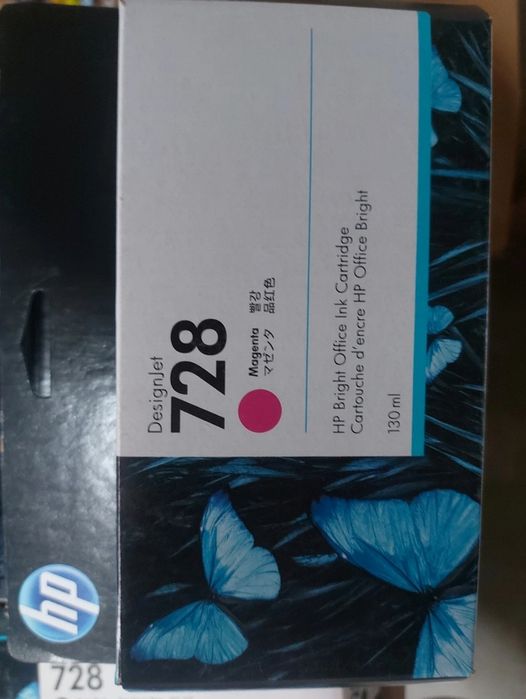 DesignJet
728
Magenta 빨강
マゼンタ 品红色
HP Bright Office Ink Cartridge
Cartouche d'encre HP Office Bright
130 ml
hp
728